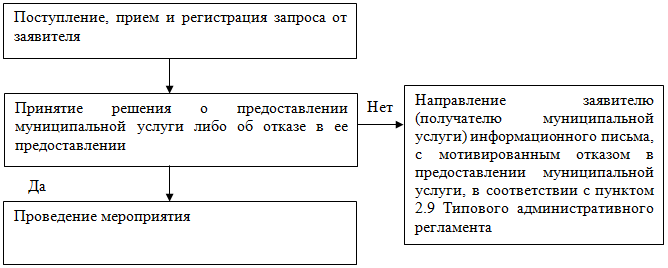 Поступление, прием и регистрация запроса от
заявителя
Принятие решения о предоставлении
муниципальной услуги либо об отказе в ее
предоставлении
Нет
Направление заявителю
(получателю муниципальной
услуги) информационного письма,
с мотивированным отказом в
предоставлении муниципальной
услуги, в соответствии с пунктом
2.9 Типового административного
регламента
Да
Проведение мероприятия